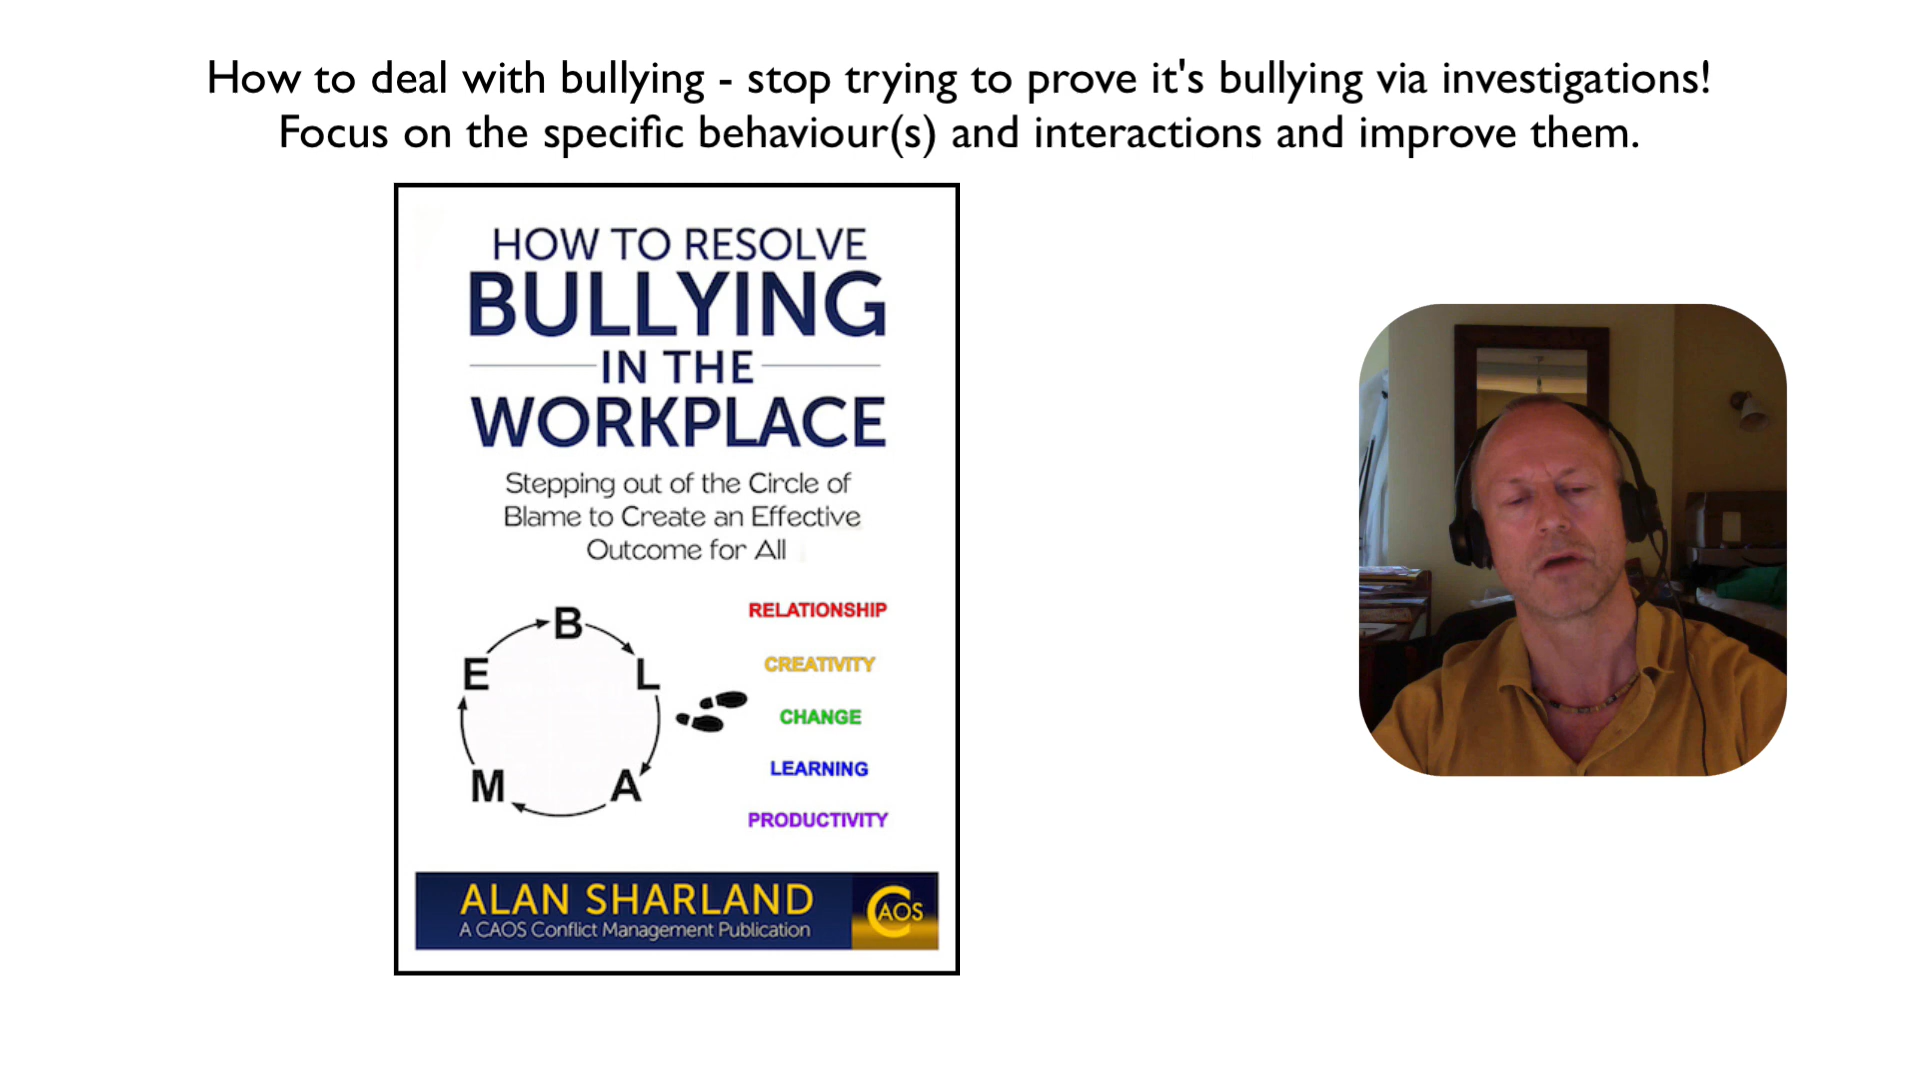 How to deal with bullying - stop trying to prove it's bullying via investigations!
Focus on the specific behaviour(s) and interactions and improve them.
HOW TO RESOLVE
BULLYING
IN THE
WORKPLACE
Stepping out of the Circle of
Blame to Create an Effective
Outcome for All
B
L
A
M
E
RELATIONSHIP
CREATIVITY
CHANGE
LEARNING
PRODUCTIVITY
ALAN SHARLAND
A CAOS Conflict Management Publication
CAOS